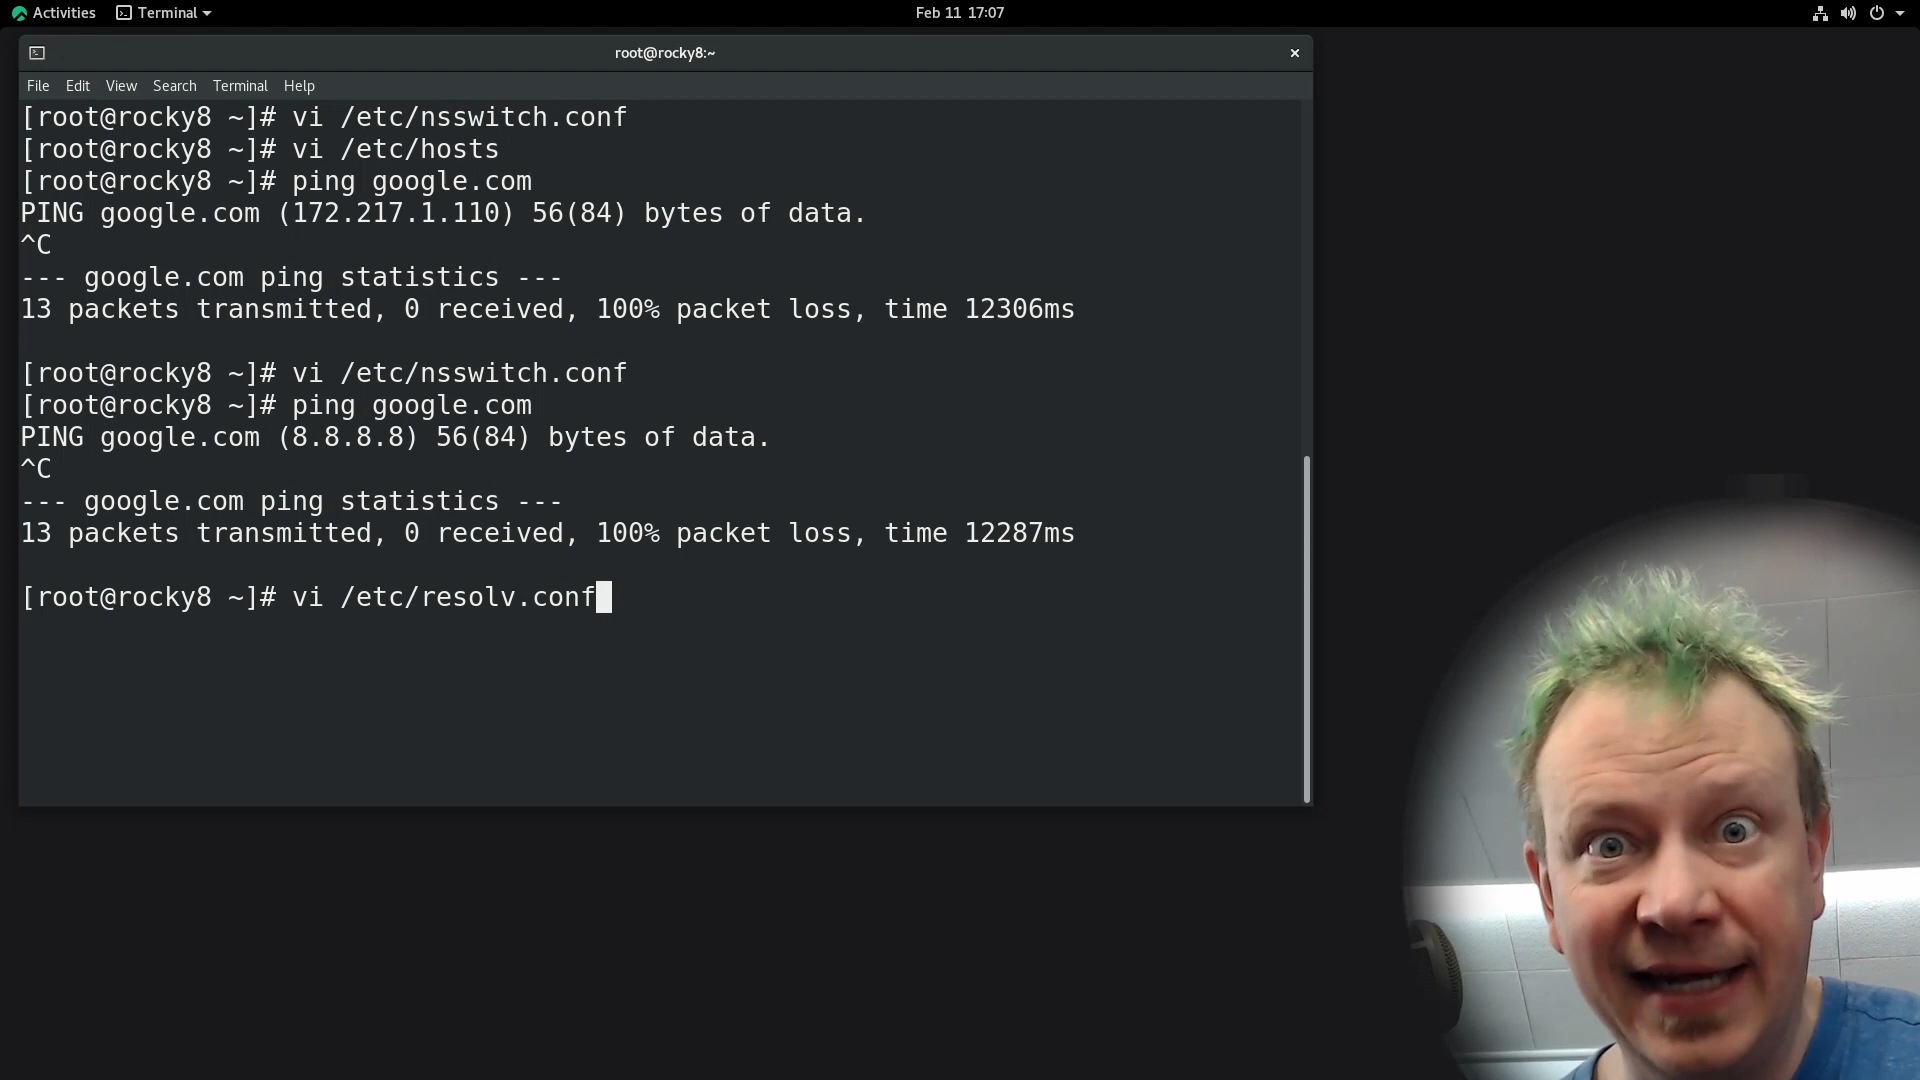 Activities
Terminal
Feb 11 17:07
root@rocky8:~
File Edit View Search Terminal Help
[root@rocky8 ~]# vi /etc/nsswitch.conf
[root@rocky8 ~]# vi /etc/hosts
[root@rocky8 ~]# ping google.com
PING google.com (172.217.1.110) 56(84) bytes of data.
^C
--- google.com ping statistics ---
13 packets transmitted, 0 received, 100% packet loss, time 12306ms
[root@rocky8 ~]# vi /etc/nsswitch.conf
[root@rocky8 ~]# ping google.com
PING google.com (8.8.8.8) 56(84) bytes of data.
^C
--- google.com ping statistics ---
13 packets transmitted, 0 received, 100% packet loss, time 12287ms
[root@rocky8 ~]# vi /etc/resolv.conf